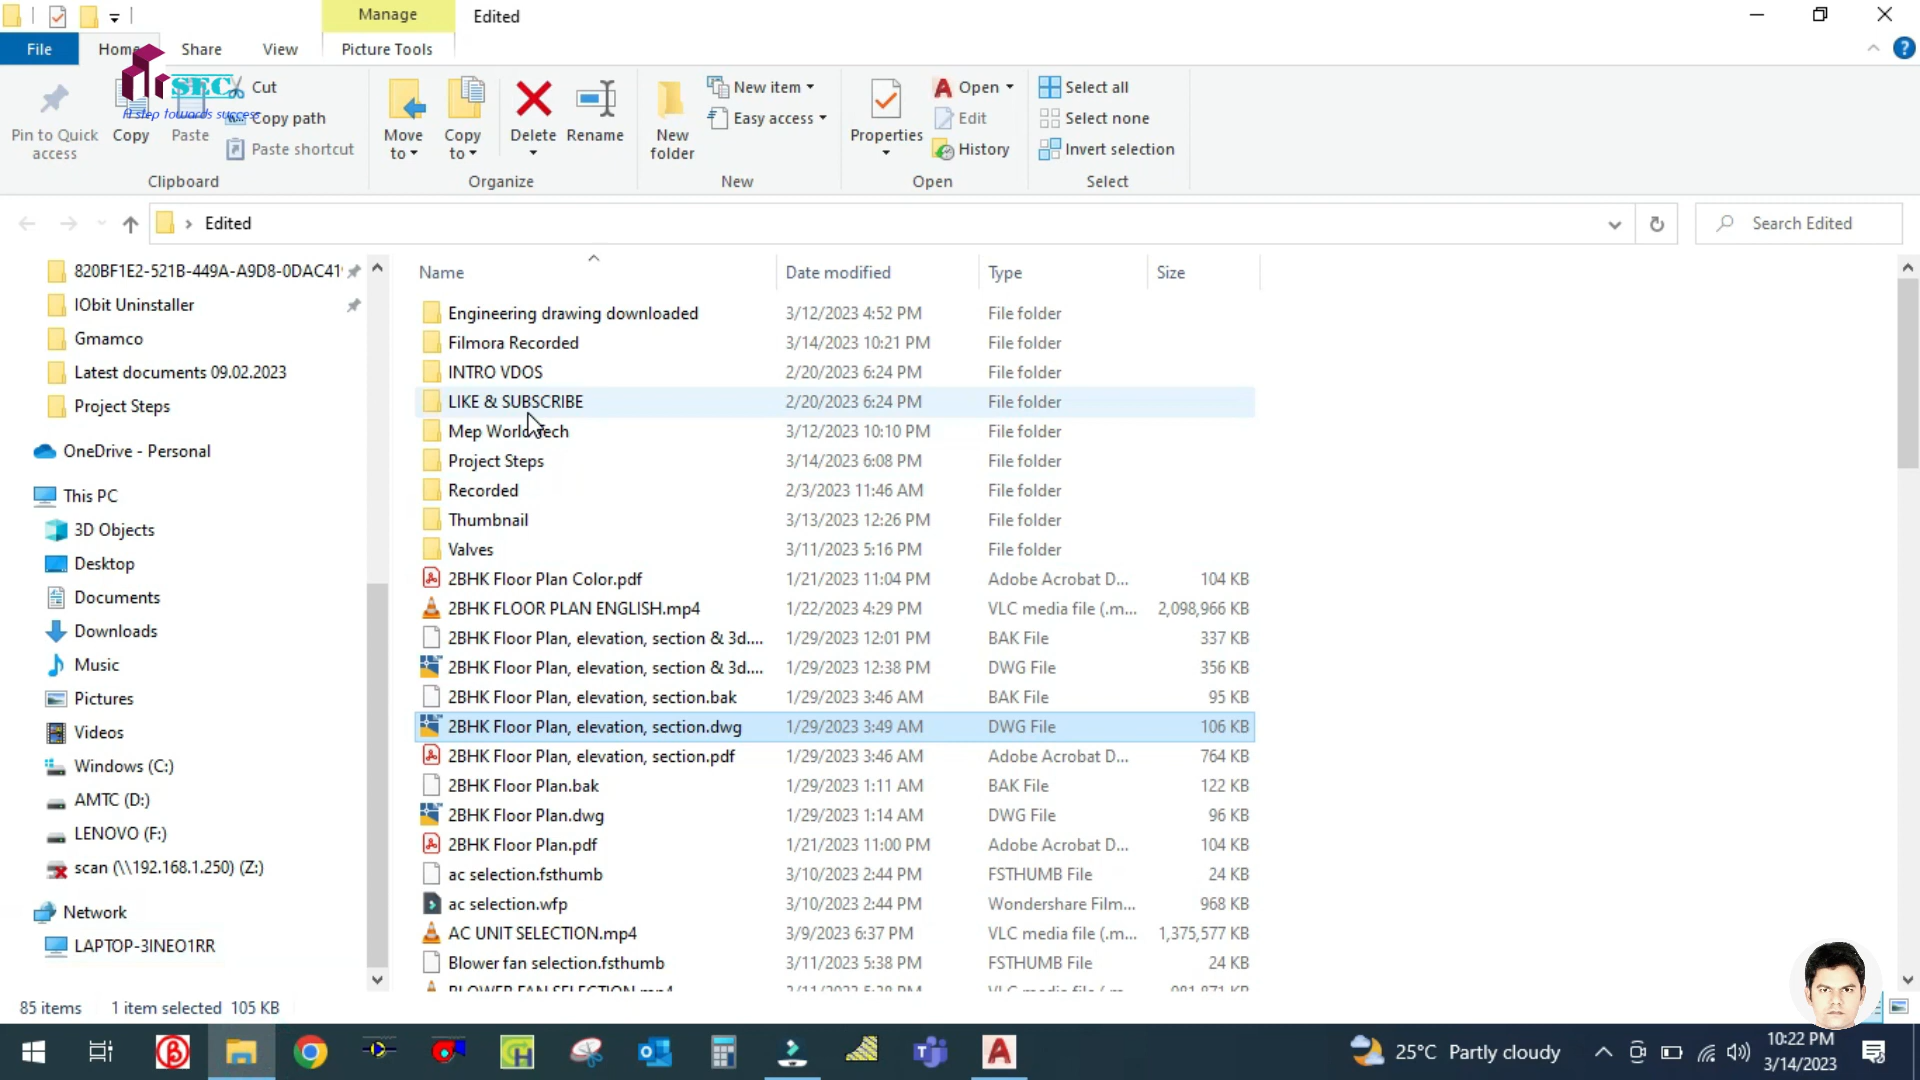 Manage
Edited
File
Home
Share
View
Picture Tools
SEC
A step towards success
Pin to Quick access
Copy
Paste
Cut
Copy path
Paste shortcut
Clipboard
Move to
Copy to
Delete
Rename
Organize
New folder
New item
Easy access
New
Properties
Open
Edit
History
Open
Select all
Select none
Invert selection
Select
Edited
Search Edited
820BF1E2-521B-449A-A9D8-0DAC41
IObit Uninstaller
Gmamco
Latest documents 09.02.2023
Project Steps
OneDrive - Personal
This PC
3D Objects
Desktop
Documents
Downloads
Music
Pictures
Videos
Windows (C:)
AMTC (D:)
LENOVO (F:)
scan (\\192.168.1.250) (Z:)
Network
LAPTOP-3INEO1RR
Name Date modified Type Size
Engineering drawing downloaded 3/12/2023 4:52 PM File folder
Filmora Recorded 3/14/2023 10:21 PM File folder
INTRO VDOS 2/20/2023 6:24 PM File folder
LIKE & SUBSCRIBE 2/20/2023 6:24 PM File folder
Mep World Tech 3/12/2023 10:10 PM File folder
Project Steps 3/14/2023 6:08 PM File folder
Recorded 2/3/2023 11:46 AM File folder
Thumbnail 3/13/2023 12:26 PM File folder
Valves 3/11/2023 5:16 PM File folder
2BHK Floor Plan Color.pdf 1/21/2023 11:04 PM Adobe Acrobat D... 104 KB
2BHK FLOOR PLAN ENGLISH.mp4 1/22/2023 4:29 PM VLC media file (.m... 2,098,966 KB
2BHK Floor Plan, elevation, section & 3d.... 1/29/2023 12:01 PM BAK File 337 KB
2BHK Floor Plan, elevation, section & 3d.... 1/29/2023 12:38 PM DWG File 356 KB
2BHK Floor Plan, elevation, section.bak 1/29/2023 3:46 AM BAK File 95 KB
2BHK Floor Plan, elevation, section.dwg 1/29/2023 3:49 AM DWG File 106 KB
2BHK Floor Plan, elevation, section.pdf 1/29/2023 3:46 AM Adobe Acrobat D... 764 KB
2BHK Floor Plan.bak 1/29/2023 1:11 AM BAK File 122 KB
2BHK Floor Plan.dwg 1/29/2023 1:14 AM DWG File 96 KB
2BHK Floor Plan.pdf 1/21/2023 11:00 PM Adobe Acrobat D... 104 KB
ac selection.fsthumb 3/10/2023 2:44 PM FSTHUMB File 24 KB
ac selection.wfp 3/10/2023 2:44 PM Wondershare Film... 968 KB
AC UNIT SELECTION.mp4 3/9/2023 6:37 PM VLC media file (.m... 1,375,577 KB
Blower fan selection.fsthumb 3/11/2023 5:38 PM FSTHUMB File 24 KB
BLOWER FAN SELECTION.mp4 3/11/2023 5:38 PM VLC media file (.m... 981,871 KB
85 items 1 item selected 105 KB
25°C Partly cloudy
10:22 PM
3/14/2023